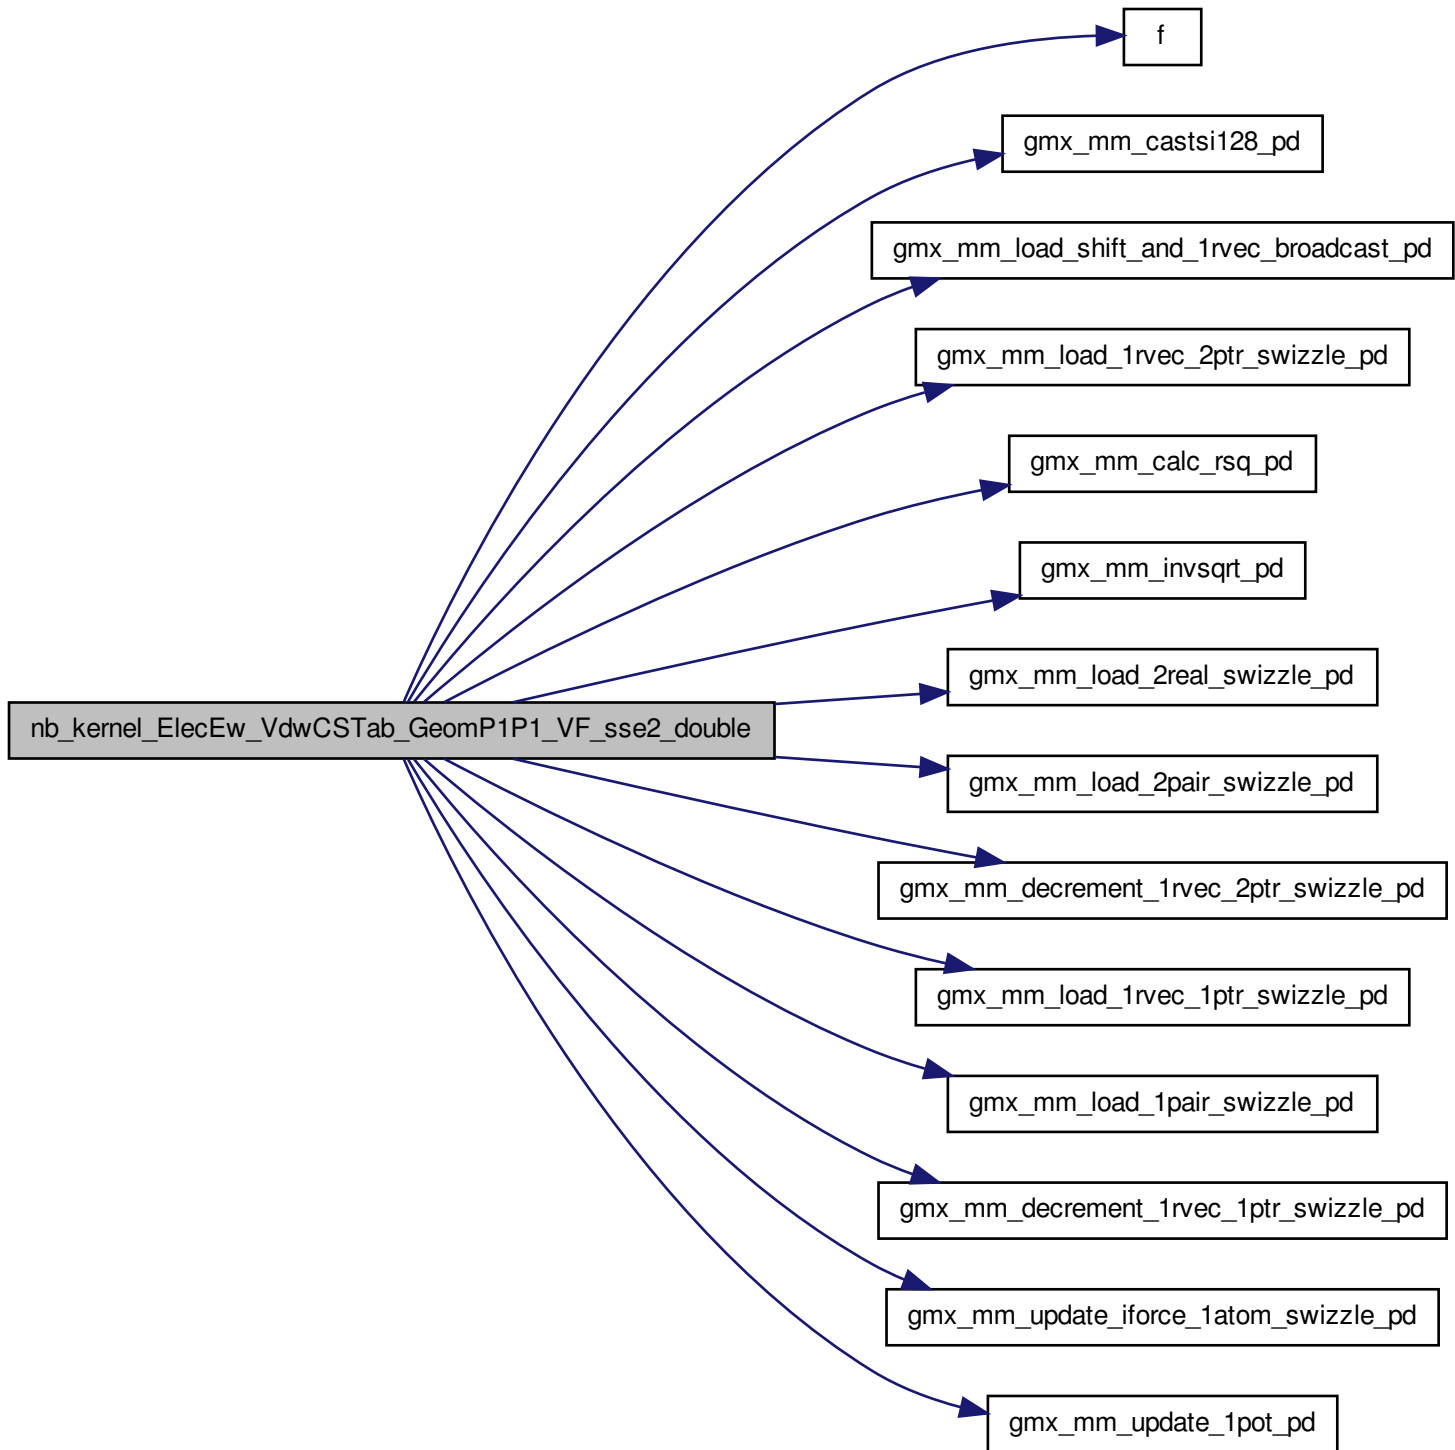 f
gmx_mm_castsi128_pd
gmx_mm_load_shift_and_1rvec_broadcast_pd
gmx_mm_load_1rvec_2ptr_swizzle_pd
gmx_mm_calc_rsq_pd
gmx_mm_invsqrt_pd
gmx_mm_load_2real_swizzle_pd
nb_kernel_ElecEw_VdwCSTab_GeomP1P1_VF_sse2_double
gmx_mm_load_2pair_swizzle_pd
gmx_mm_decrement_1rvec_2ptr_swizzle_pd
gmx_mm_load_1rvec_1ptr_swizzle_pd
gmx_mm_load_1pair_swizzle_pd
gmx_mm_decrement_1rvec_1ptr_swizzle_pd
gmx_mm_update_iforce_1atom_swizzle_pd
gmx_mm_update_1pot_pd